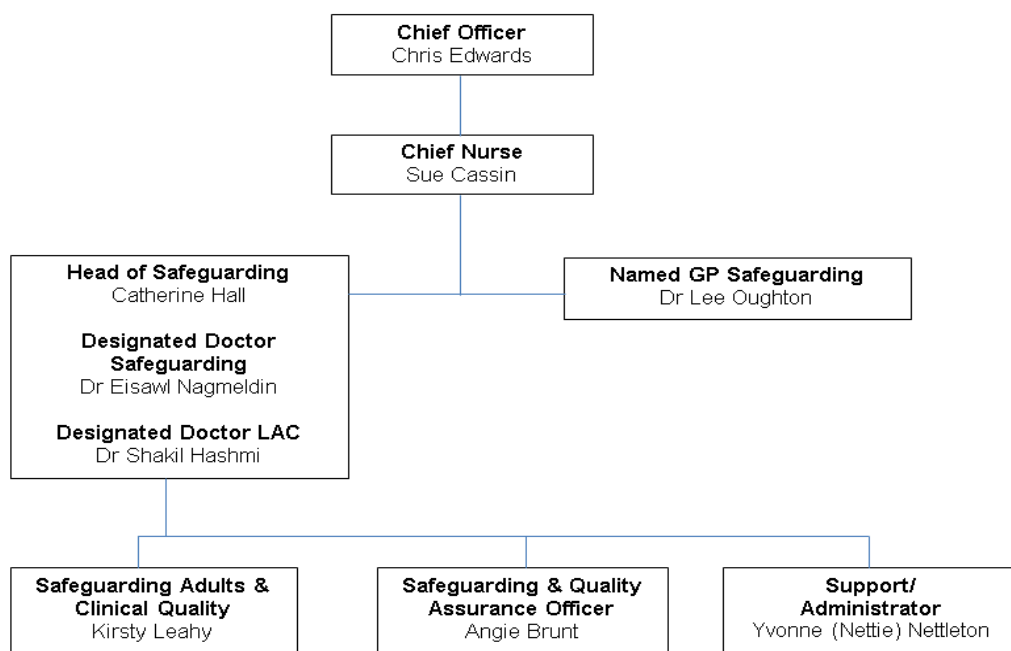 Chief Officer
Chris Edwards
Chief Nurse
Sue Cassin
Head of Safeguarding
Catherine Hall
Designated Doctor
Safeguarding
Dr Eisawl Nagmeldin
Designated Doctor LAC
Dr Shakil Hashmi
Named GP Safeguarding
Dr Lee Oughton
Safeguarding Adults &
Clinical Quality
Kirsty Leahy
Safeguarding & Quality
Assurance Officer
Angie Brunt
Support/
Administrator
Yvonne (Nettie) Nettleton